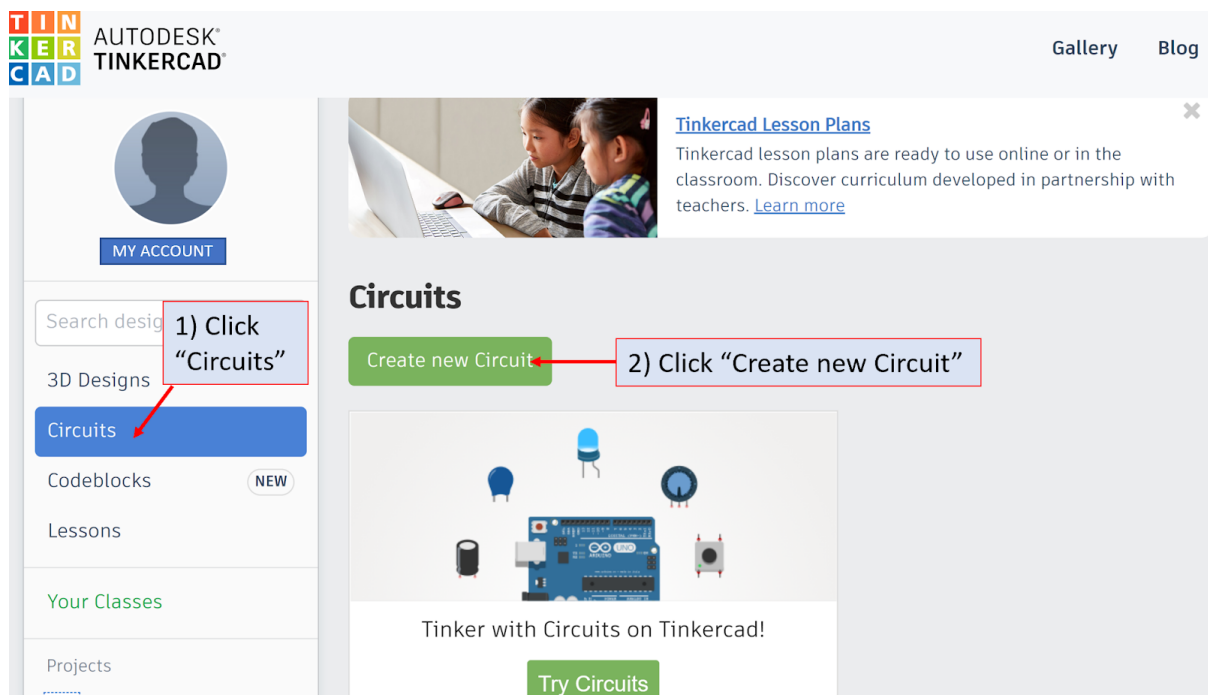 TIN
KER
CAD
AUTODESK®
TINKERCAD®
Gallery
Blog
MY ACCOUNT
Tinkercad Lesson Plans
Tinkercad lesson plans are ready to use online or in the
classroom. Discover curriculum developed in partnership with
teachers. Learn more
Search desig
1) Click
“Circuits”
3D Designs
Circuits
Codeblocks
NEW
Lessons
Your Classes
Projects
Circuits
Create new Circuit
2) Click “Create new Circuit”
UNO
Tinker with Circuits on Tinkercad!
Try Circuits